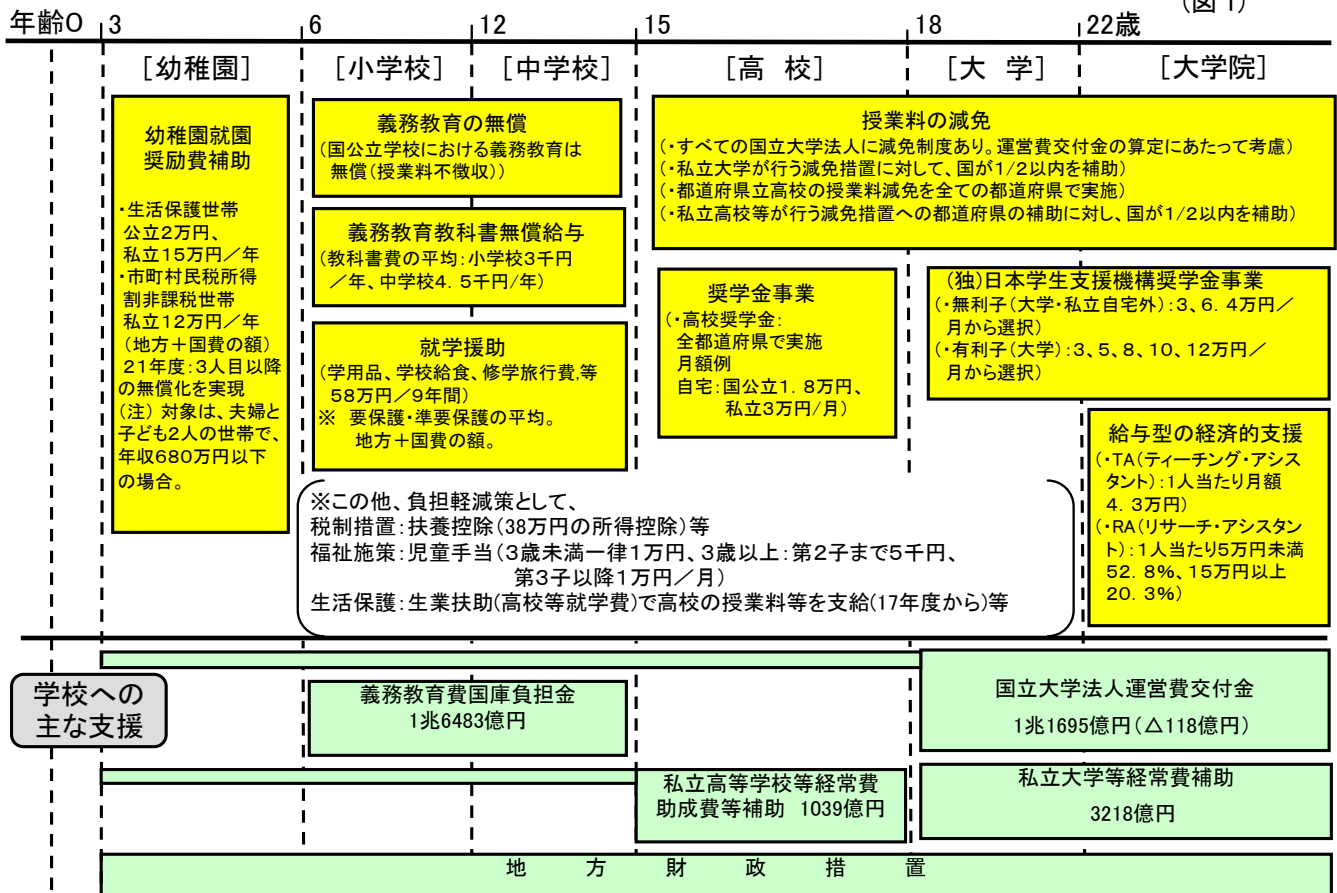 (図1)
年齢0 3 6 12 15 18 22歳
[幼稚園] [小学校] [中学校] [高 校] [大 学] [大学院]
幼稚園就園
奨励費補助
・生活保護世帯
公立2万円、
私立15万円/年
・市町村民税所得
割非課税世帯
私立12万円/年
(地方+国費の額)
21年度:3人目以降
の無償化を実現
(注) 対象は、夫婦と
子ども2人の世帯で、
年収680万円以下
の場合。
義務教育の無償
(国公立学校における義務教育は
無償(授業料不徴収))
義務教育教科書無償給与
(教科書費の平均:小学校3千円
/年、中学校4.5千円/年)
就学援助
(学用品、学校給食、修学旅行費,等
58万円/9年間)
※ 要保護・準要保護の平均。
地方+国費の額。
授業料の減免
(・すべての国立大学法人に減免制度あり。運営費交付金の算定にあたって考慮)
(・私立大学が行う減免措置に対して、国が1/2以内を補助)
(・都道府県立高校の授業料減免を全ての都道府県で実施)
(・私立高校等が行う減免措置への都道府県の補助に対し、国が1/2以内を補助)
奨学金事業
(・高校奨学金:
全都道府県で実施
月額例
自宅:国公立1.8万円、
私立3万円/月)
(独)日本学生支援機構奨学金事業
(・無利子(大学・私立自宅外):3、6.4万円/
月から選択)
(・有利子(大学):3、5、8、10、12万円/
月から選択)
給与型の経済的支援
(・TA(ティーチング・アシス
タント):1人当たり月額
4.3万円)
(・RA(リサーチ・アシスタン
ト):1人当たり5万円未満
52.8%、15万円以上
20.3%)
※この他、負担軽減策として、
税制措置:扶養控除(38万円の所得控除)等
福祉施策:児童手当(3歳未満一律1万円、3歳以上:第2子まで5千円、
第3子以降1万円/月)
生活保護:生業扶助(高校等就学費)で高校の授業料等を支給(17年度から)等
学校への
主な支援
義務教育費国庫負担金
1兆6483億円
国立大学法人運営費交付金
1兆1695億円(△118億円)
私立高等学校等経常費
助成費等補助 1039億円
私立大学等経常費補助
3218億円
地 方 財 政 措 置